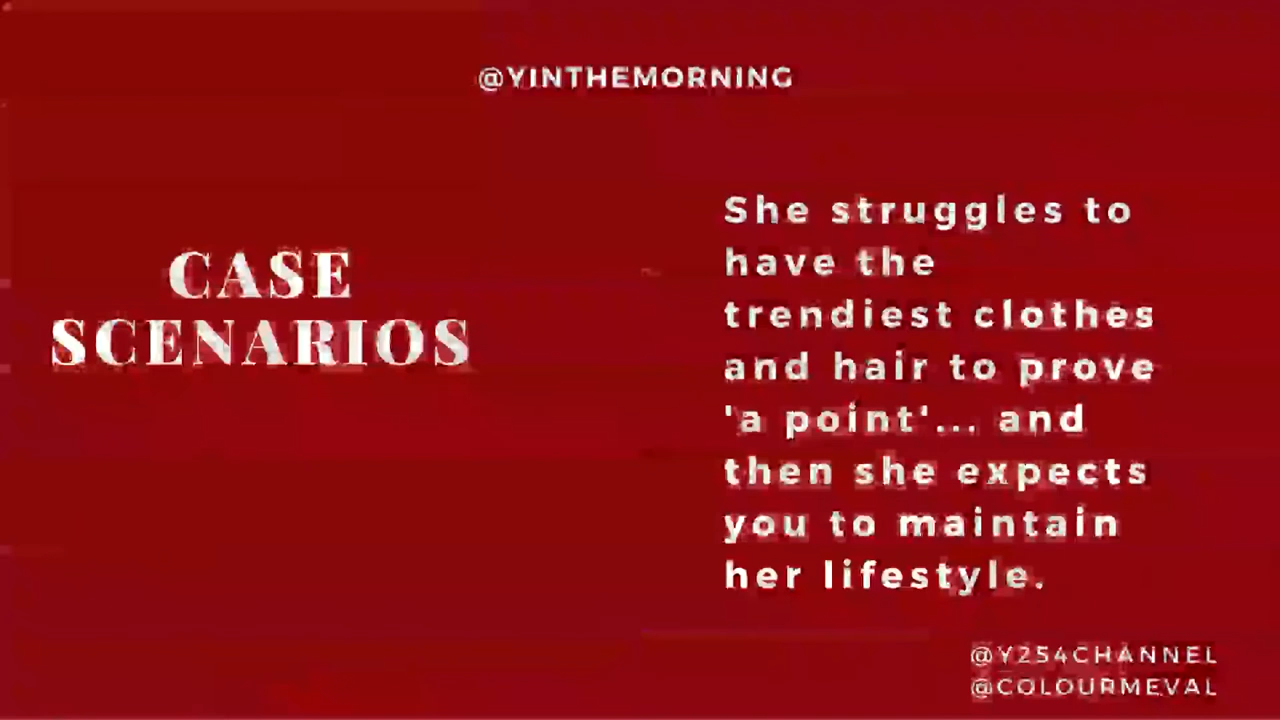 @YINTHEMORNING
CASE
SCENARIOS
She struggles to
have the
trendiest clothes
and hair to prove
'a point'... and
then she expects
you to maintain
her lifestyle.
@Y254CHANNEL
@COLOURMEVAL